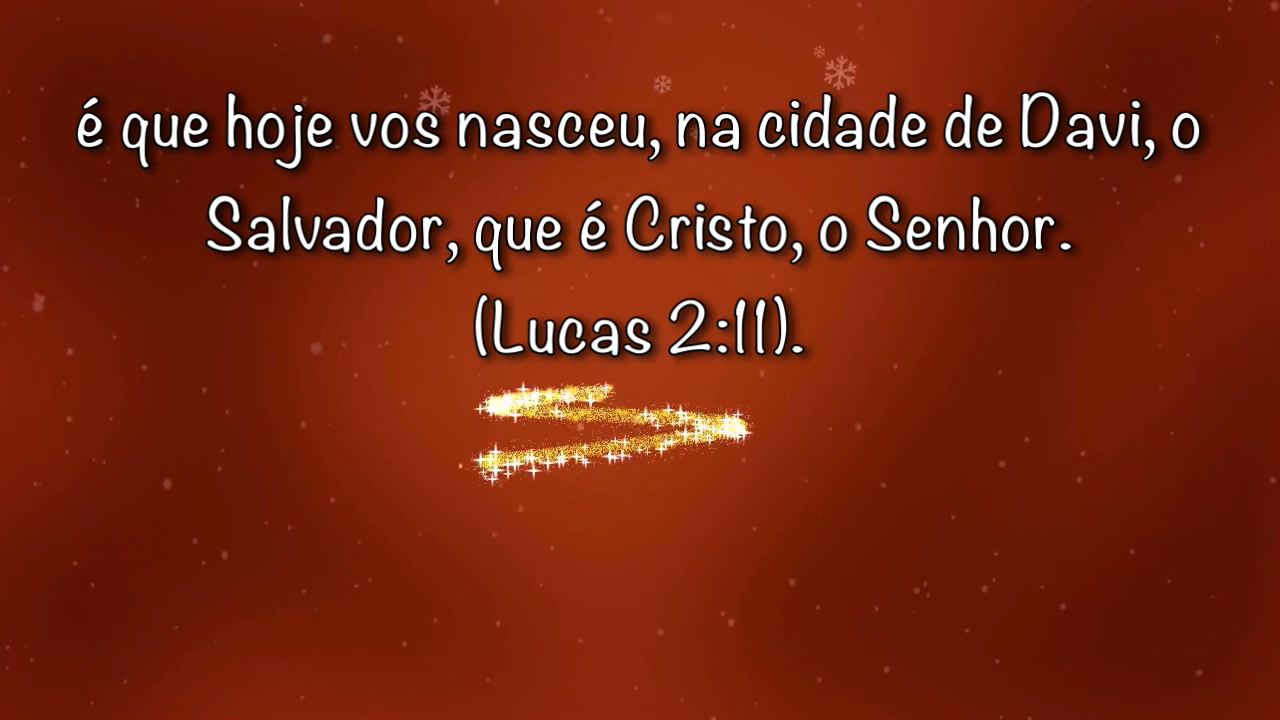 é que hoje vos nasceu, na cidade de Davi, o
Salvador, que é Cristo, o Senhor.
(Lucas 2:11).